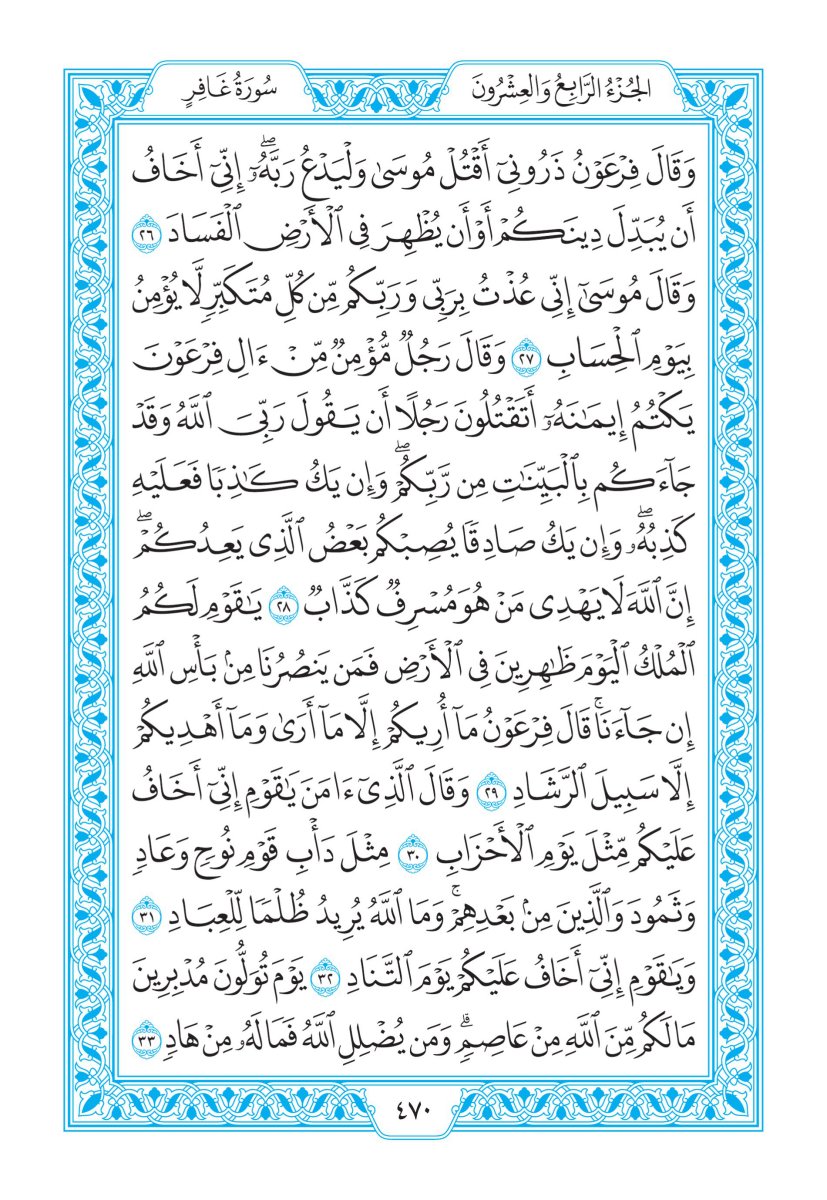 الجُزْءُ الرَّابِعُ وَالعِشْرُونَ
سُورَةُ غَافِرٍ
وَقَالَ فِرْعَوْنُ ذَرُونِيٓ أَقْتُلْ مُوسَىٰ وَلْيَدْعُ رَبَّهُۥٓۖ إِنِّيٓ أَخَافُ
أَن يُبَدِّلَ دِينَكُمْ أَوْ أَن يُظْهِرَ فِي ٱلْأَرْضِ ٱلْفَسَادَ ٢٦
وَقَالَ مُوسَىٰٓ إِنِّي عُذْتُ بِرَبِّي وَرَبِّكُم مِّن كُلِّ مُتَكَبِّرٍ لَّا يُؤْمِنُ
بِيَوْمِ ٱلْحِسَابِ ٢٧ وَقَالَ رَجُلٌ مُّؤْمِنٌ مِّنْ ءَالِ فِرْعَوْنَ
يَكْتُمُ إِيمَٰنَهُۥٓ أَتَقْتُلُونَ رَجُلًا أَن يَقُولَ رَبِّيَ ٱللَّهُ وَقَدْ
جَآءَكُم بِٱلْبَيِّنَٰتِ مِن رَّبِّكُمْۖ وَإِن يَكُ كَٰذِبًا فَعَلَيْهِ
كَذِبُهُۥۖ وَإِن يَكُ صَادِقًا يُصِبْكُم بَعْضُ ٱلَّذِي يَعِدُكُمْۖ
إِنَّ ٱللَّهَ لَا يَهْدِي مَنْ هُوَ مُسْرِفٌ كَذَّابٌ ٢٨ يَٰقَوْمِ لَكُمُ
ٱلْمُلْكُ ٱلْيَوْمَ ظَٰهِرِينَ فِي ٱلْأَرْضِ فَمَن يَنصُرُنَا مِنۢ بَأْسِ ٱللَّهِ
إِن جَآءَنَاۚ قَالَ فِرْعَوْنُ مَآ أُرِيكُمْ إِلَّا مَآ أَرَىٰ وَمَآ أَهْدِيكُمْ
إِلَّا سَبِيلَ ٱلرَّشَادِ ٢٩ وَقَالَ ٱلَّذِيٓ ءَامَنَ يَٰقَوْمِ إِنِّيٓ أَخَافُ
عَلَيْكُم مِّثْلَ يَوْمِ ٱلْأَحْزَابِ ٣٠ مِثْلَ دَأْبِ قَوْمِ نُوحٍ وَعَادٍ
وَثَمُودَ وَٱلَّذِينَ مِنۢ بَعْدِهِمْۚ وَمَا ٱللَّهُ يُرِيدُ ظُلْمًا لِّلْعِبَادِ ٣١
وَيَٰقَوْمِ إِنِّيٓ أَخَافُ عَلَيْكُمْ يَوْمَ ٱلتَّنَادِ ٣٢ يَوْمَ تُوَلُّونَ مُدْبِرِينَ
مَا لَكُم مِّنَ ٱللَّهِ مِنْ عَاصِمٍۗ وَمَن يُضْلِلِ ٱللَّهُ فَمَا لَهُۥ مِنْ هَادٍ ٣٣
٤٧٠